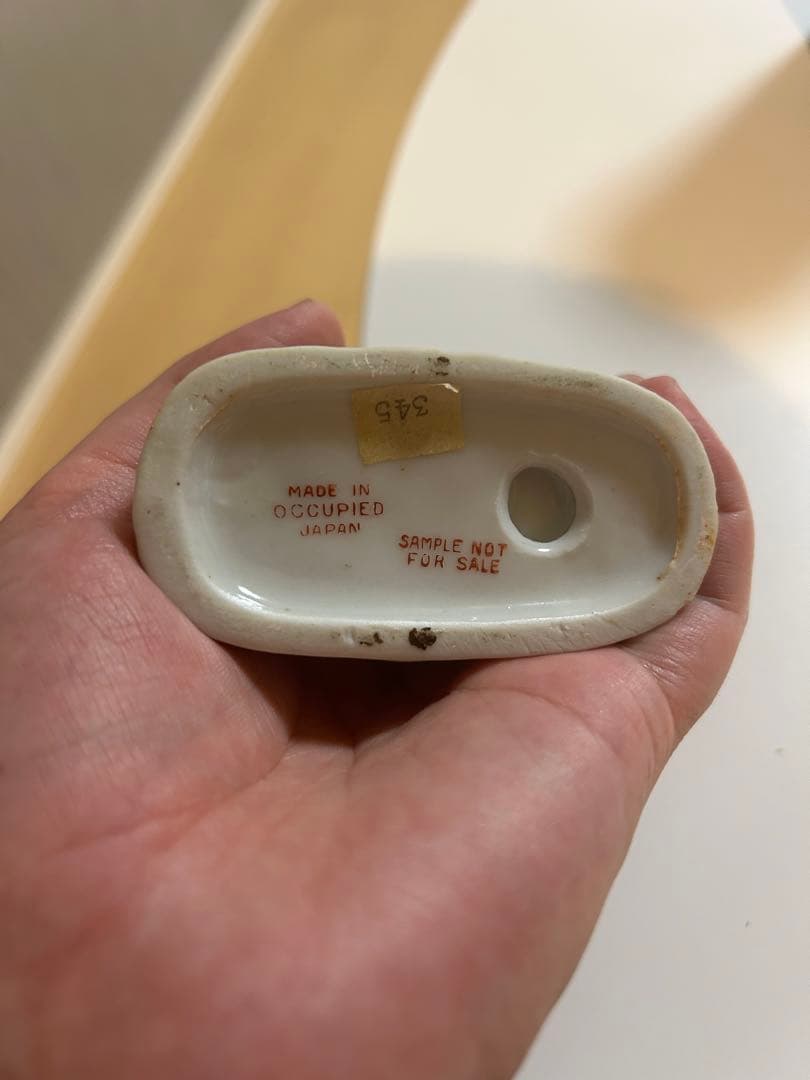 345
MADE IN
OCCUPIED
JAPAN
SAMPLE NOT
FOR SALE